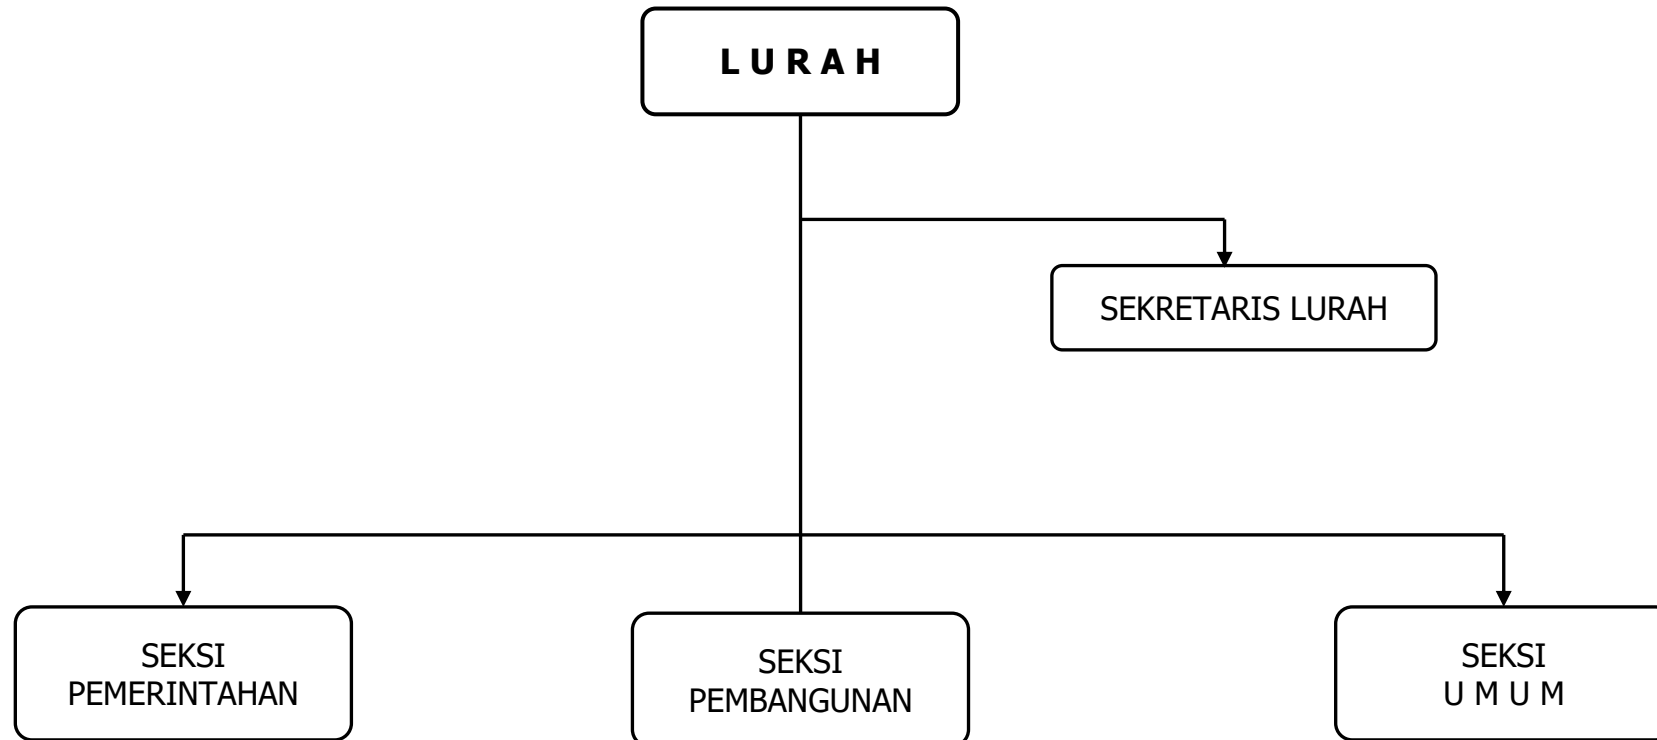 L U R A H
SEKRETARIS LURAH
SEKSI
PEMERINTAHAN
SEKSI
PEMBANGUNAN
SEKSI
U M U M